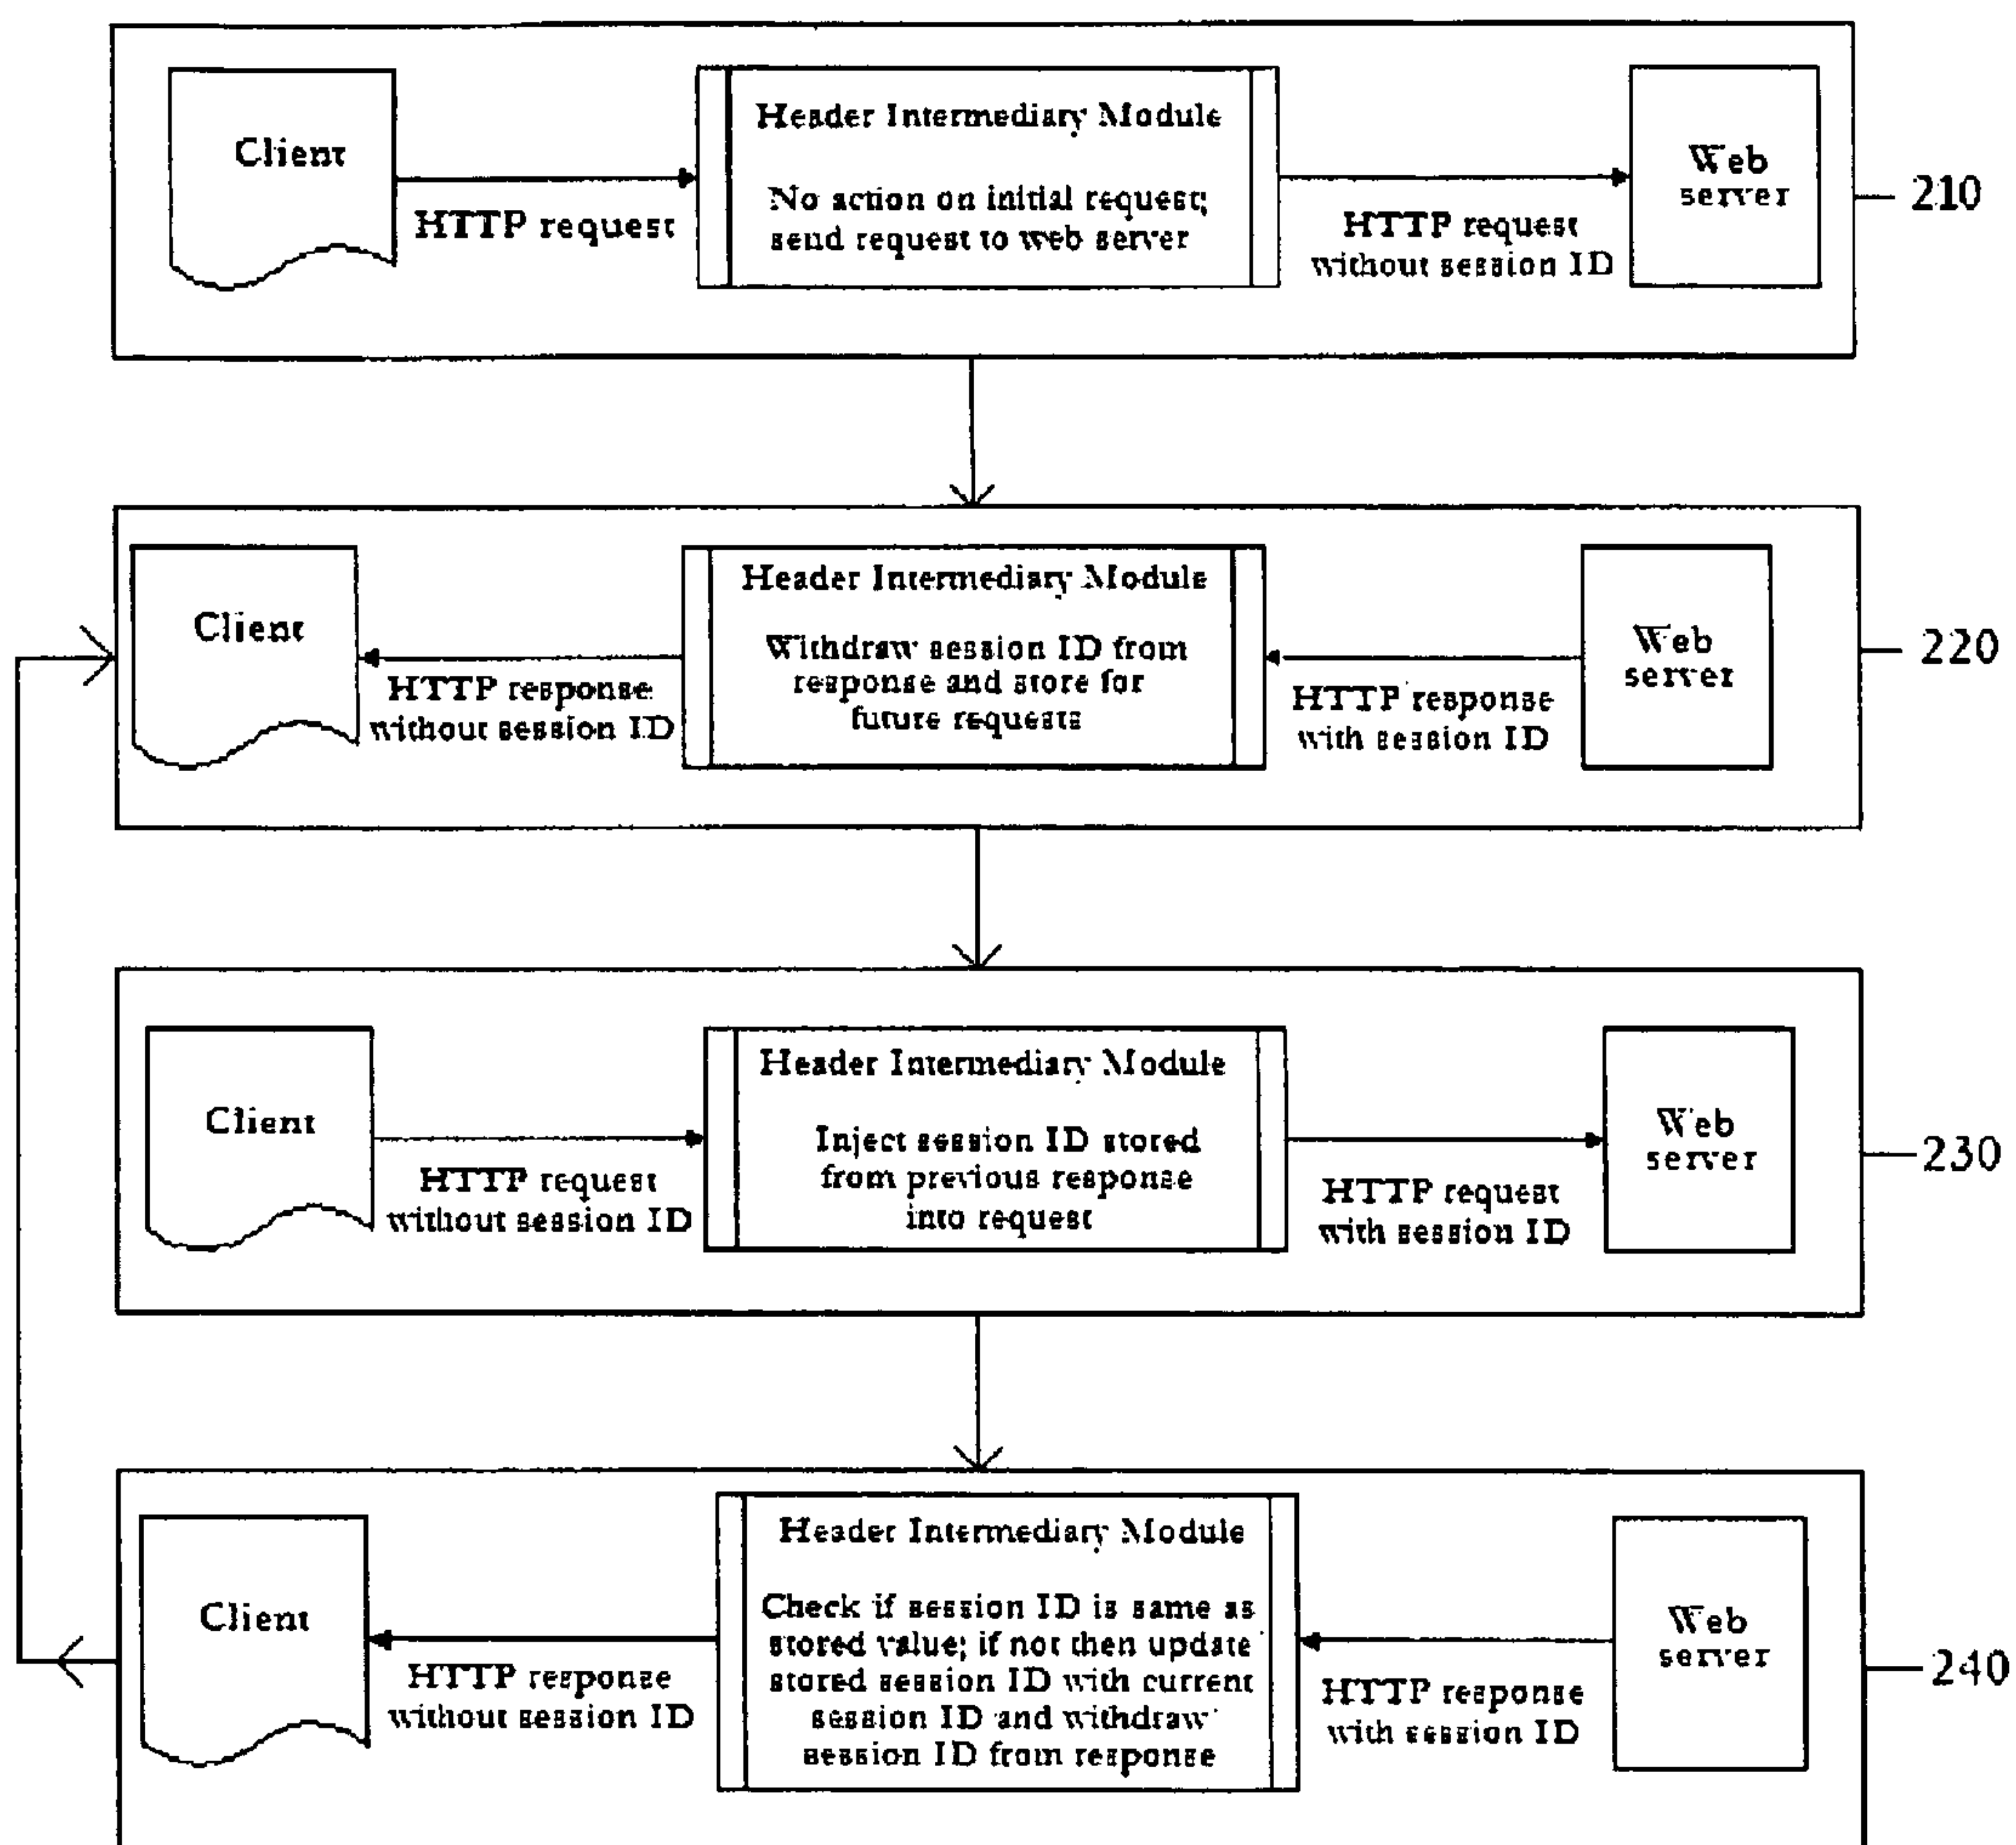 Client
HTTP request
Header Intermediary Module
No action on initial request;
send request to web server
HTTP request
without session ID
Web
server
210
Client
HTTP response
without session ID
Header Intermediary Module
Withdraw session ID from
response and store for
future requests
HTTP response
with session ID
Web
server
220
Client
HTTP request
without session ID
Header Intermediary Module
Inject session ID stored
from previous response
into request
HTTP request
with session ID
Web
server
230
Client
HTTP response
without session ID
Header Intermediary Module
Check if session ID is same as
stored value; if not then update
stored session ID with current
session ID and withdraw
session ID from response
HTTP response
with session ID
Web
server
240